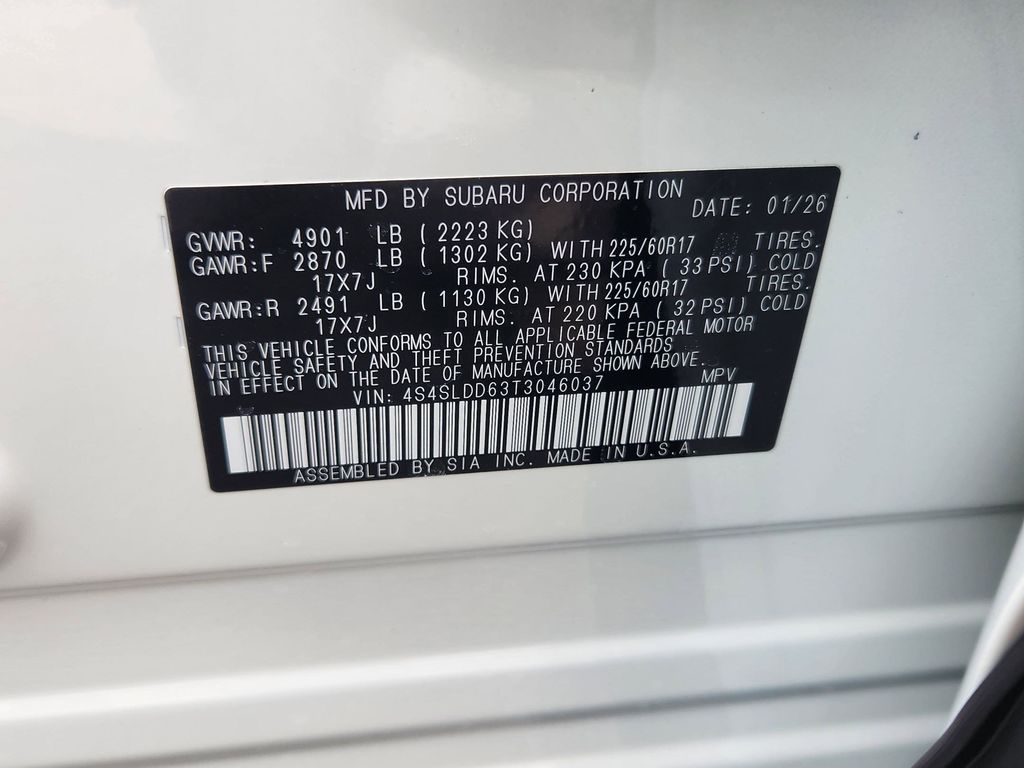 MFD BY SUBARU CORPORATION DATE: 01/26
GVWR: 4901 LB ( 2223 KG)
GAWR:F 2870 LB ( 1302 KG) WITH 225/60R17 TIRES.
17X7J RIMS. AT 230 KPA ( 33 PSI) COLD
GAWR:R 2491 LB ( 1130 KG) WITH 225/60R17 TIRES.
17X7J RIMS. AT 220 KPA 32 PSI) COLD
THIS VEHICLE CONFORMS TO ALL APPLICABLE FEDERAL MOTOR
VEHICLE SAFETY AND THEFT PREVENTION STANDARDS
IN EFFECT ON THE DATE OF MANUFACTURE SHOWN ABOVE.
VIN: 4S4SLDD63T3046037 MPV
ASSEMBLED BY SIA INC. MADE IN U.S.A.